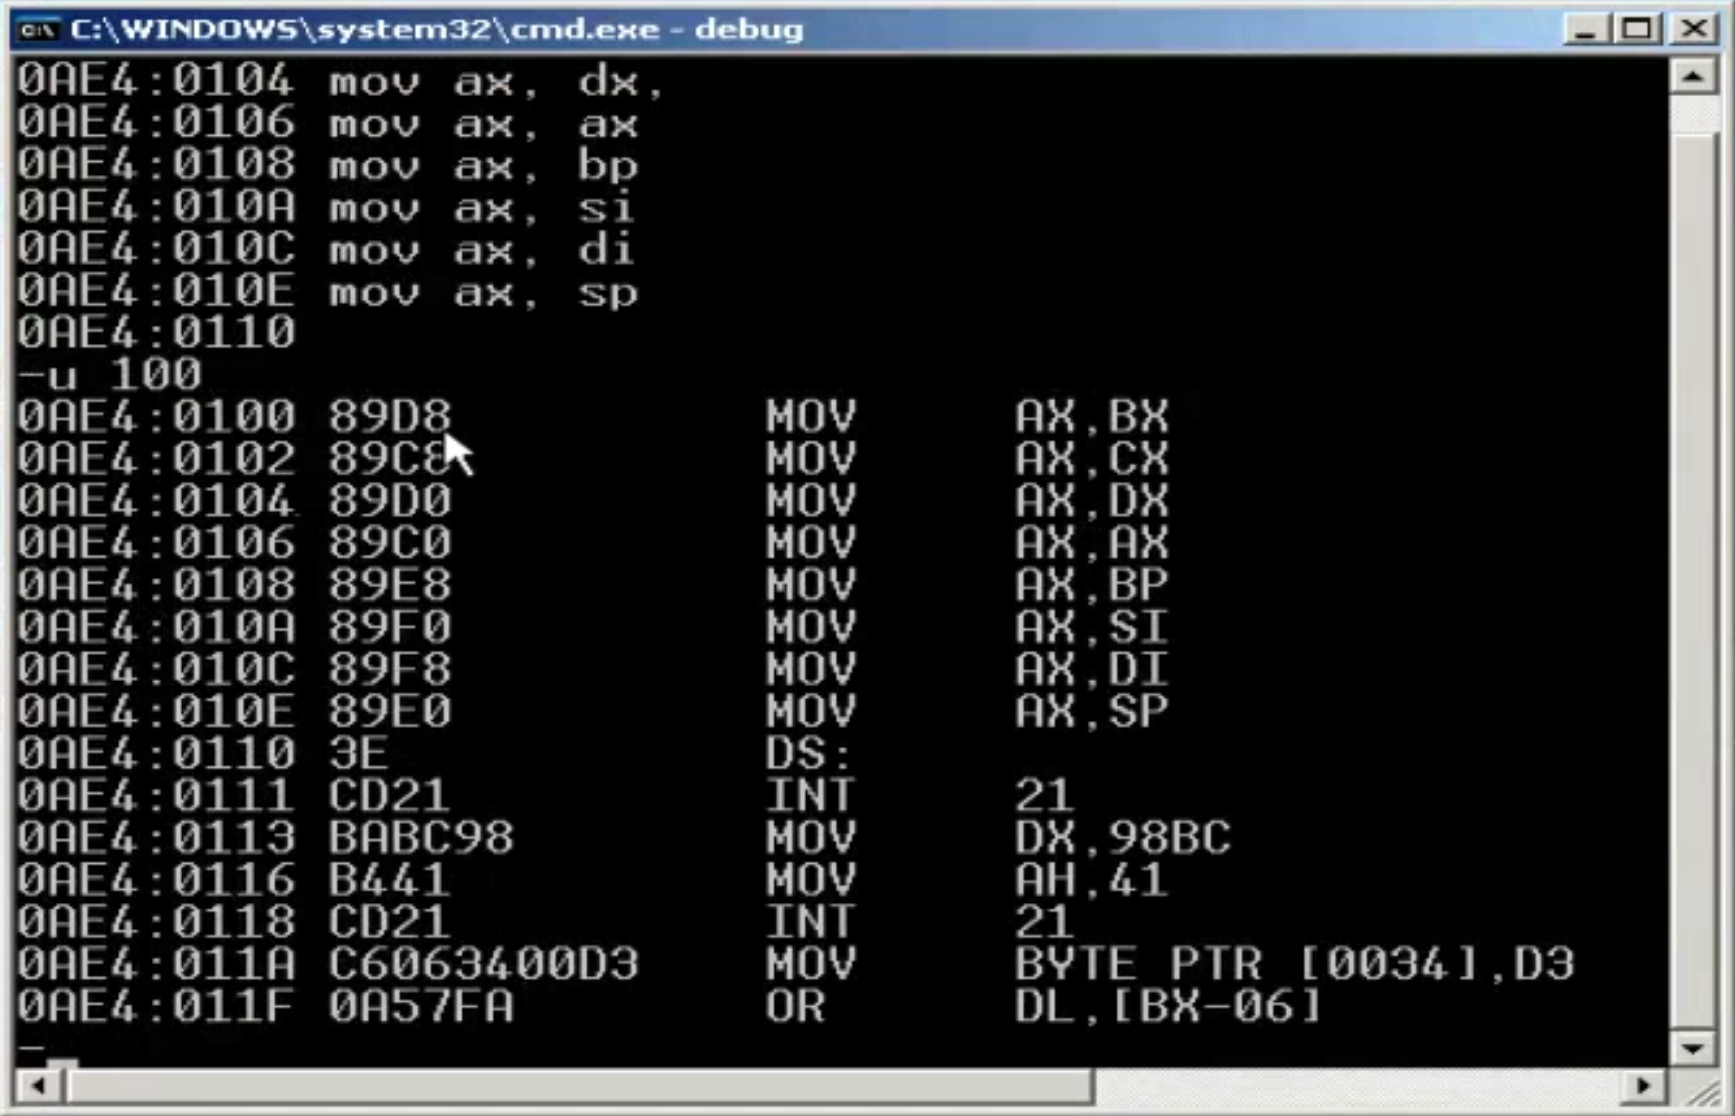 C:\WINDOWS\system32\cmd.exe - debug
0AE4:0104 mov ax, dx,
0AE4:0106 mov ax, ax
0AE4:0108 mov ax, bp
0AE4:010A mov ax, si
0AE4:010C mov ax, di
0AE4:010E mov ax, sp
0AE4:0110
-u 100
0AE4:0100 89D8 MOV AX,BX
0AE4:0102 89C8 MOV AX,CX
0AE4:0104 89D0 MOV AX,DX
0AE4:0106 89C0 MOV AX,AX
0AE4:0108 89E8 MOV AX,BP
0AE4:010A 89F0 MOV AX,SI
0AE4:010C 89F8 MOV AX,DI
0AE4:010E 89E0 MOV AX,SP
0AE4:0110 3E DS:
0AE4:0111 CD21 INT 21
0AE4:0113 BABC98 MOV DX,98BC
0AE4:0116 B441 MOV AH,41
0AE4:0118 CD21 INT 21
0AE4:011A C6063400D3 MOV BYTE PTR [0034],D3
0AE4:011F 0A57FA OR DL,[BX-06]
-